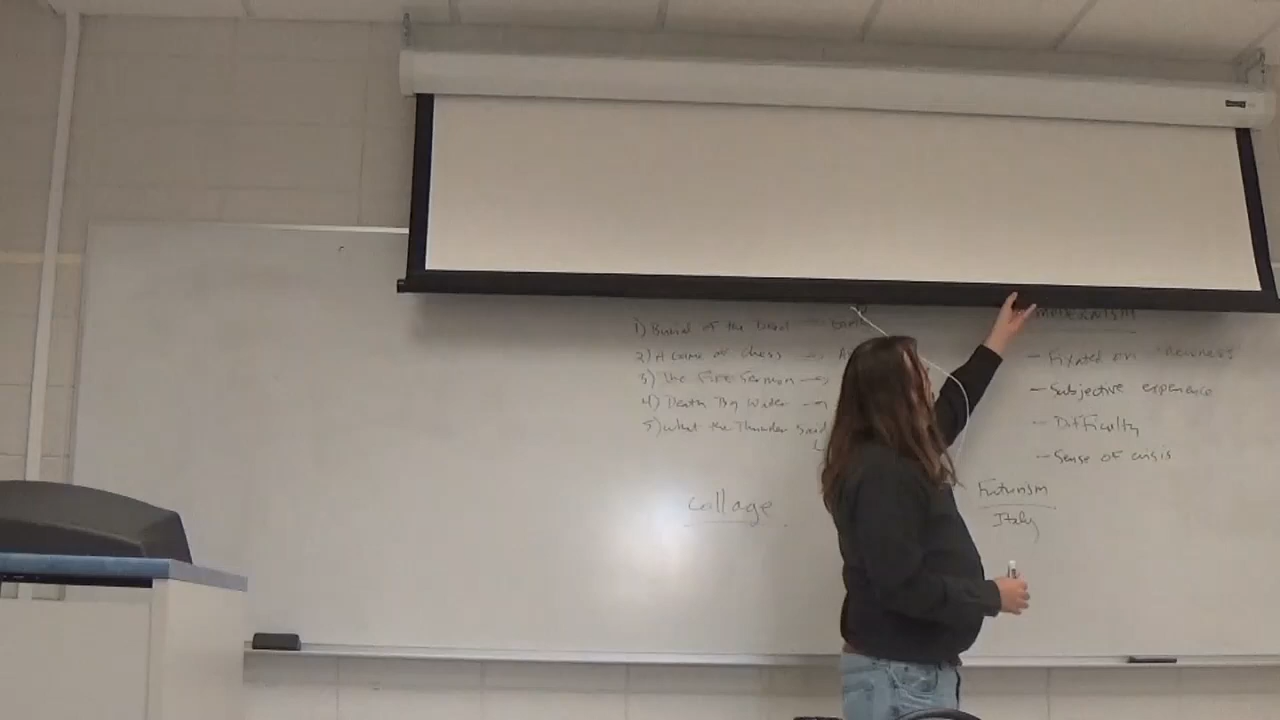 1) Burial of the Dead →
2) A Game of Chess → A
3) The Fire Sermon →
4) Death By Water →
5) What the Thunder Said
Collage
Modernism
- Fixated on "newness"
- Subjective experience
- Difficulty
- Sense of crisis
Futurism
Italy